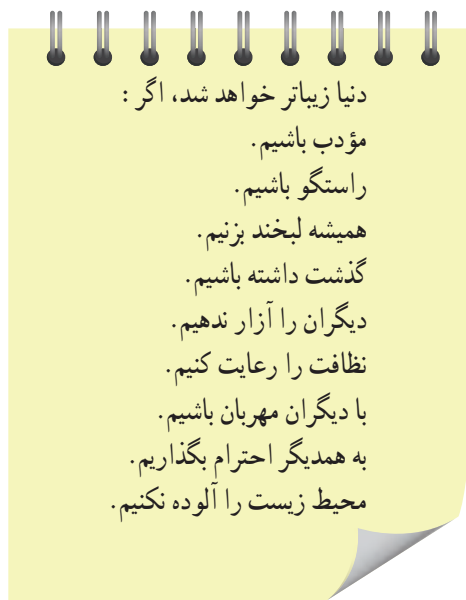 دنیا زیباتر خواهد شد، اگر :
مؤدب باشیم.
راستگو باشیم.
همیشه لبخند بزنیم.
گذشت داشته باشیم.
دیگران را آزار ندهیم.
نظافت را رعایت کنیم.
با دیگران مهربان باشیم.
به همدیگر احترام بگذاریم.
محیط زیست را آلوده نکنیم.